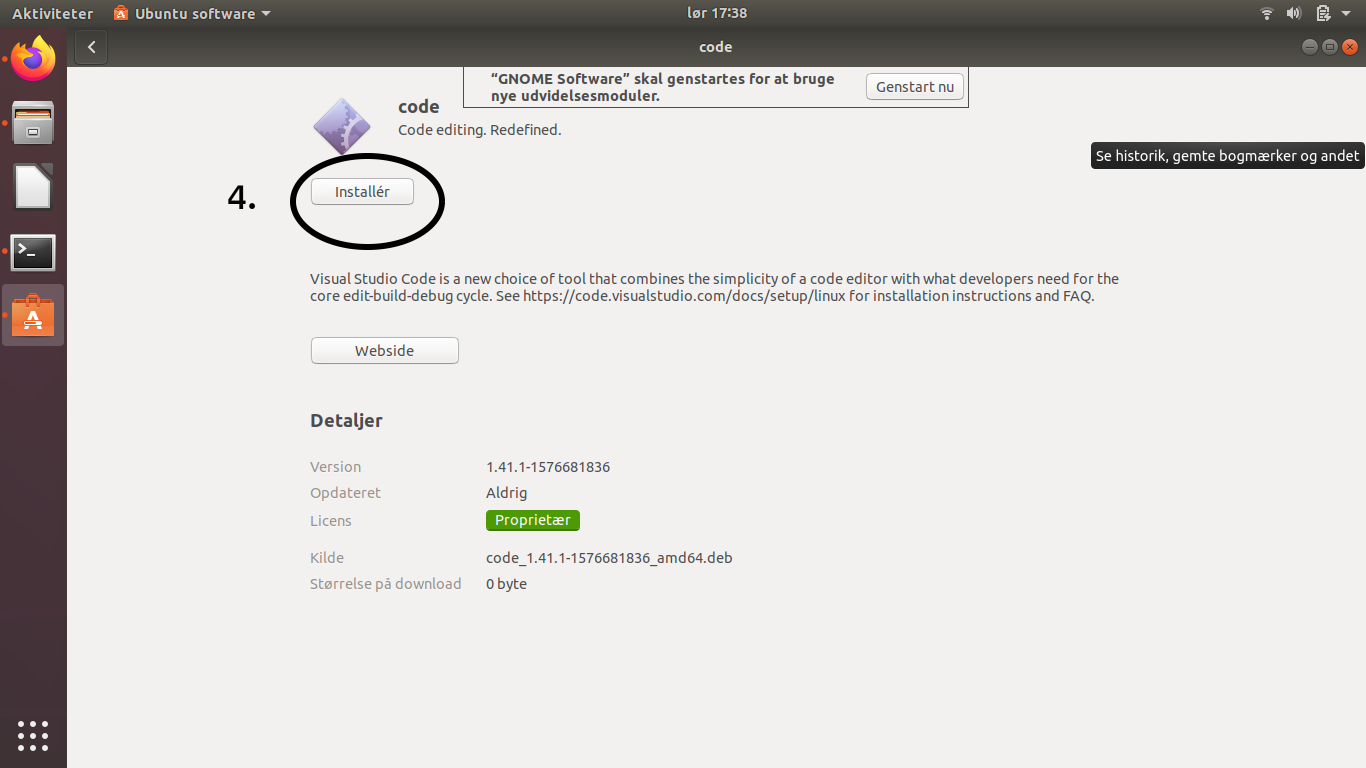 Aktiviteter Ubuntu software lør 17:38
code
“GNOME Software” skal genstartes for at bruge
nye udvidelsesmoduler.
Genstart nu
code
Code editing. Redefined.
Se historik, gemte bogmærker og andet
4.
Installér
Visual Studio Code is a new choice of tool that combines the simplicity of a code editor with what developers need for the
core edit-build-debug cycle. See https://code.visualstudio.com/docs/setup/linux for installation instructions and FAQ.
Webside
Detaljer
Version 1.41.1-1576681836
Opdateret Aldrig
Licens Proprietær
Kilde code_1.41.1-1576681836_amd64.deb
Størrelse på download 0 byte